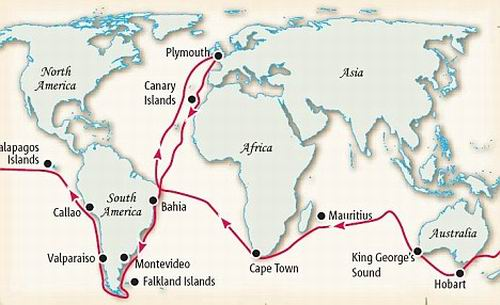 Plymouth
North
America
Asia
Canary
Islands
Africa
alapagos
Islands
South
America
Bahia
Callao
Mauritius
Australia
Valparaiso
Montevideo
Cape Town
King George's
Sound
Falkland Islands
Hobart